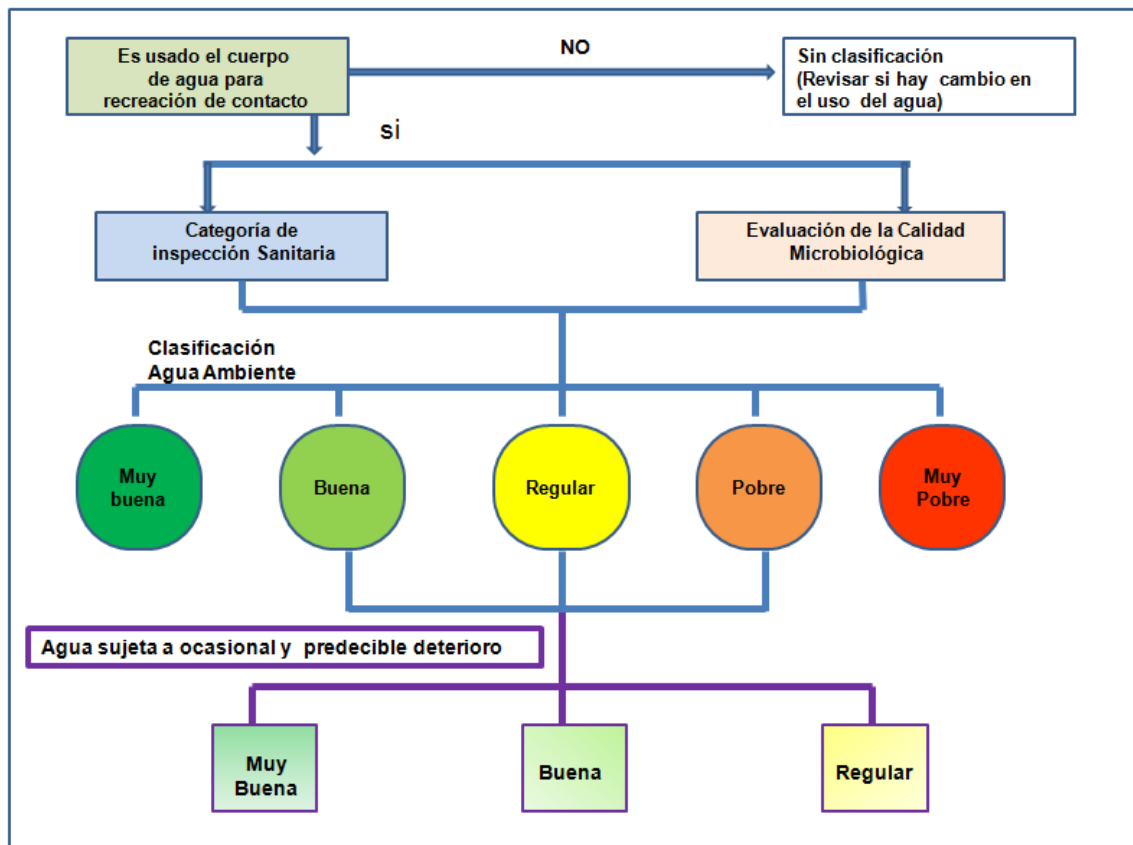 Es usado el cuerpo
de agua para
recreación de contacto
NO
Sin clasificación
(Revisar si hay cambio en
el uso del agua)
si
Categoría de
inspección Sanitaria
Evaluación de la Calidad
Microbiológica
Clasificación
Agua Ambiente
Muy
buena
Buena
Regular
Pobre
Muy
Pobre
Agua sujeta a ocasional y predecible deterioro
Muy
Buena
Buena
Regular